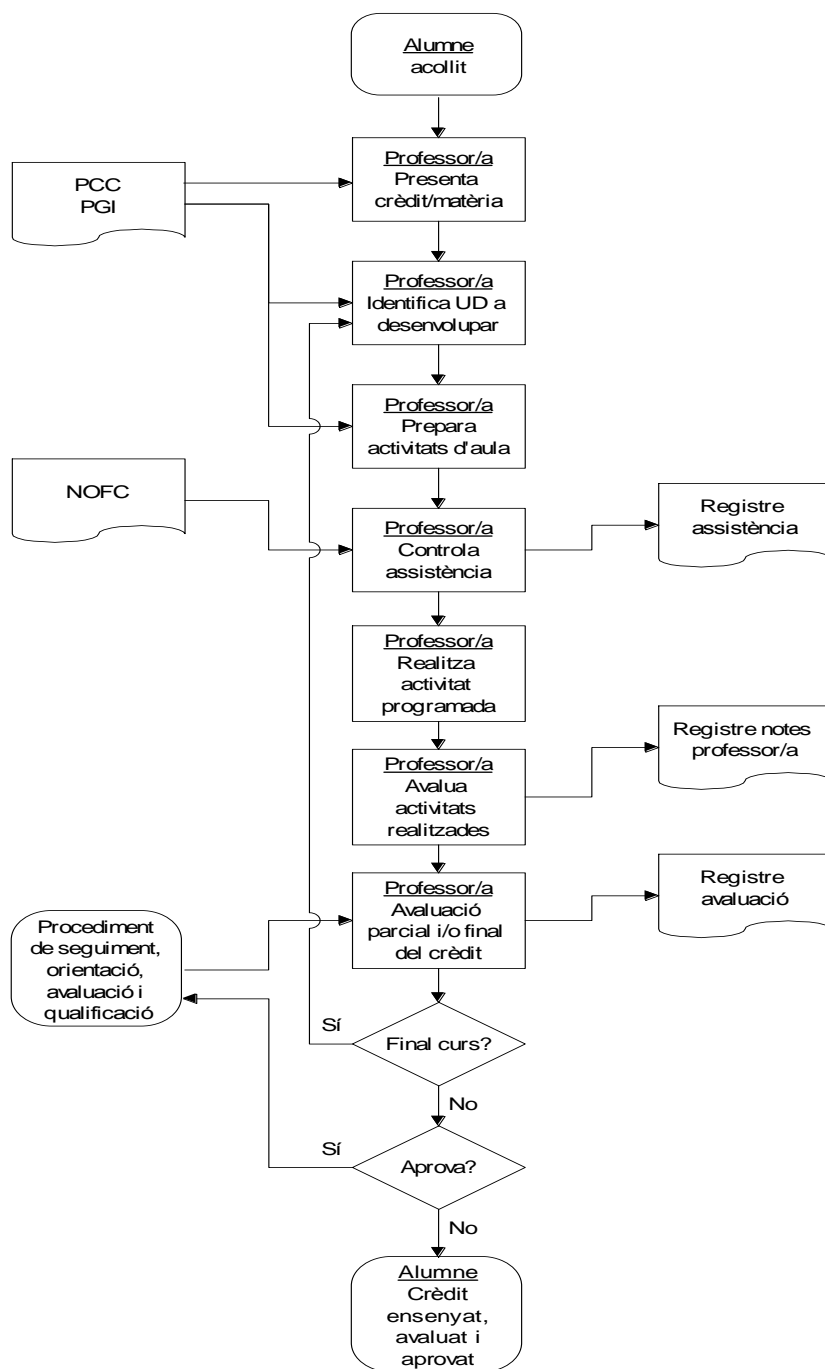 Alumne
acollit
Professor/a
Presenta
crèdit/matèria
PCC
PGI
Professor/a
Identifica UD a
desenvolupar
Professor/a
Prepara
activitats d'aula
NOFC
Professor/a
Controla
assistència
Registre
assistència
Professor/a
Realitza
activitat
programada
Professor/a
Avalua
activitats
realitzades
Registre notes
professor/a
Professor/a
Avaluació
parcial i/o final
del crèdit
Registre
avaluació
Procediment
de seguiment,
orientació,
avaluació i
qualificació
Sí
Final curs?
No
Sí
Aprova?
No
Alumne
Crèdit
ensenyat,
avaluat i
aprovat